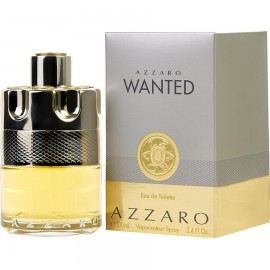 AZZARO
WANTED
Eau de Toilette
AZZARO
100ml Vaporisateur Spray 3.4 fl.oz.